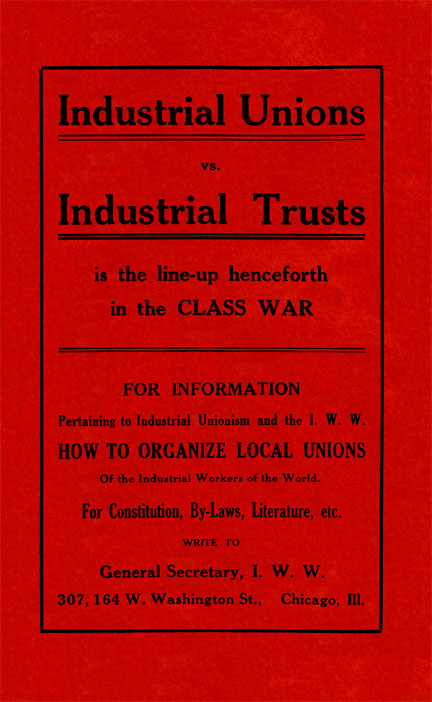 Industrial Unions
vs.
Industrial Trusts
is the line-up henceforth
in the CLASS WAR
FOR INFORMATION
Pertaining to Industrial Unionism and the I. W. W.
HOW TO ORGANIZE LOCAL UNIONS
Of the Industrial Workers of the World.
For Constitution, By-Laws, Literature, etc.
WRITE TO
General Secretary, I. W. W.
307, 164 W. Washington St., Chicago, Ill.